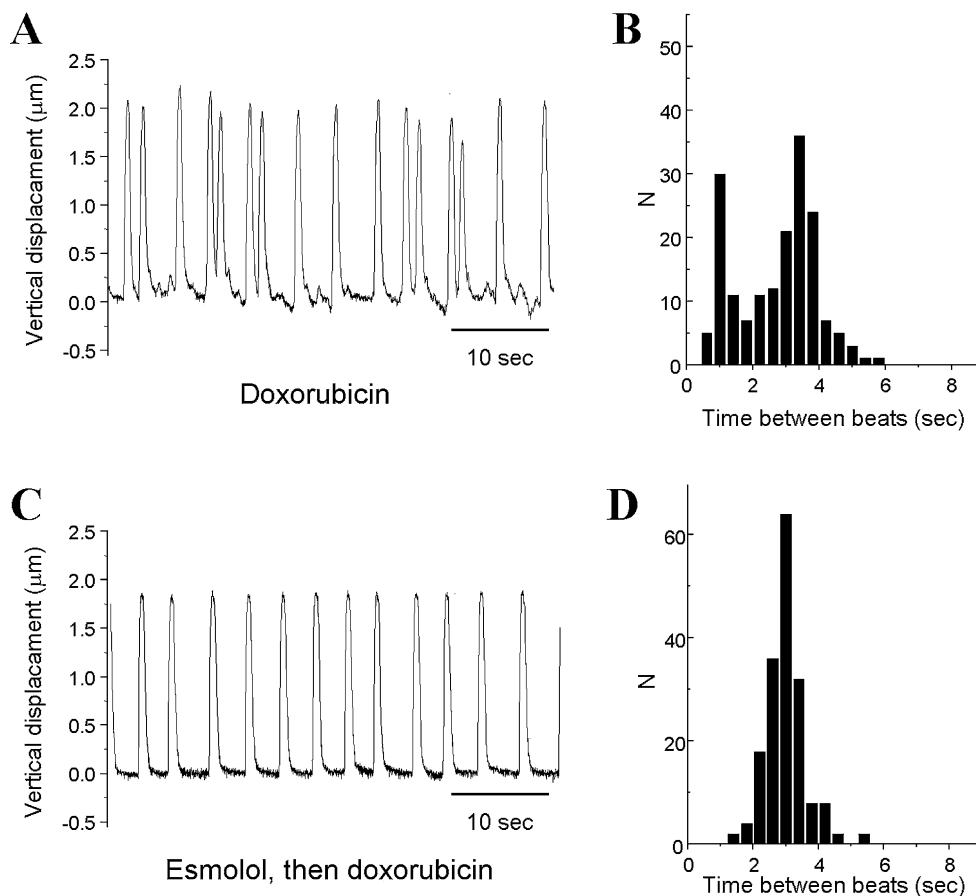 A
Vertical displacament (μm)
2.5
2.0
1.5
1.0
0.5
0.0
-0.5
10 sec
Doxorubicin
B
N
50
40
30
20
10
0
0 2 4 6 8
Time between beats (sec)
C
Vertical displacament (μm)
2.5
2.0
1.5
1.0
0.5
0.0
-0.5
10 sec
Esmolol, then doxorubicin
D
N
60
40
20
0
0 2 4 6 8
Time between beats (sec)